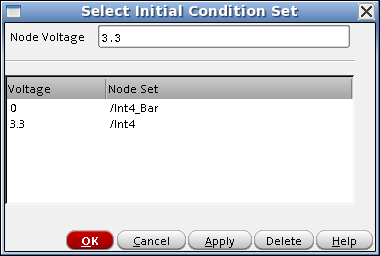 Select Initial Condition Set
Node Voltage 3.3
Voltage Node Set
0 /Int4_Bar
3.3 /Int4
OK Cancel Apply Delete Help